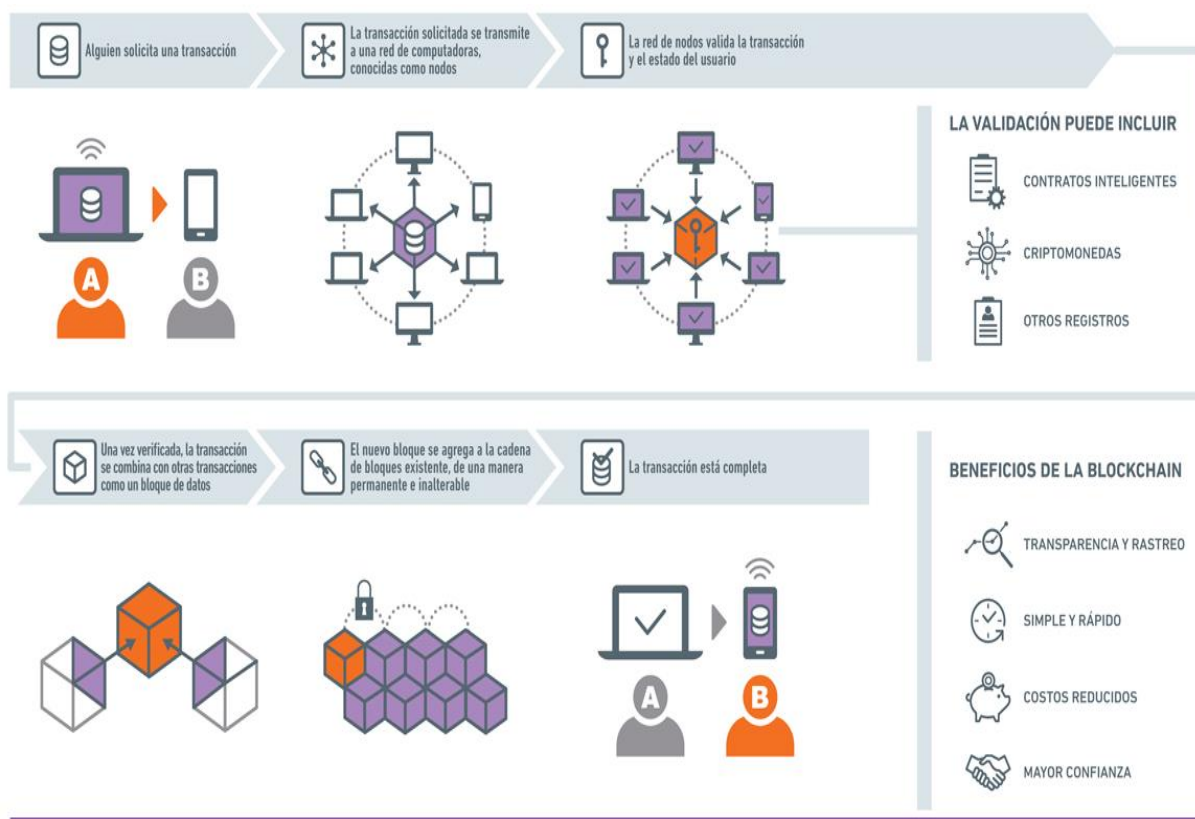 Alguien solicita una transacción
La transacción solicitada se transmite
a una red de computadoras,
conocidas como nodos
La red de nodos valida la transacción
y el estado del usuario
A
B
LA VALIDACIÓN PUEDE INCLUIR
CONTRATOS INTELIGENTES
CRIPTOMONEDAS
OTROS REGISTROS
Una vez verificada, la transacción
se combina con otras transacciones
como un bloque de datos
El nuevo bloque se agrega a la cadena
de bloques existente, de una manera
permanente e inalterable
La transacción está completa
A
B
BENEFICIOS DE LA BLOCKCHAIN
TRANSPARENCIA Y RASTREO
SIMPLE Y RÁPIDO
COSTOS REDUCIDOS
MAYOR CONFIANZA